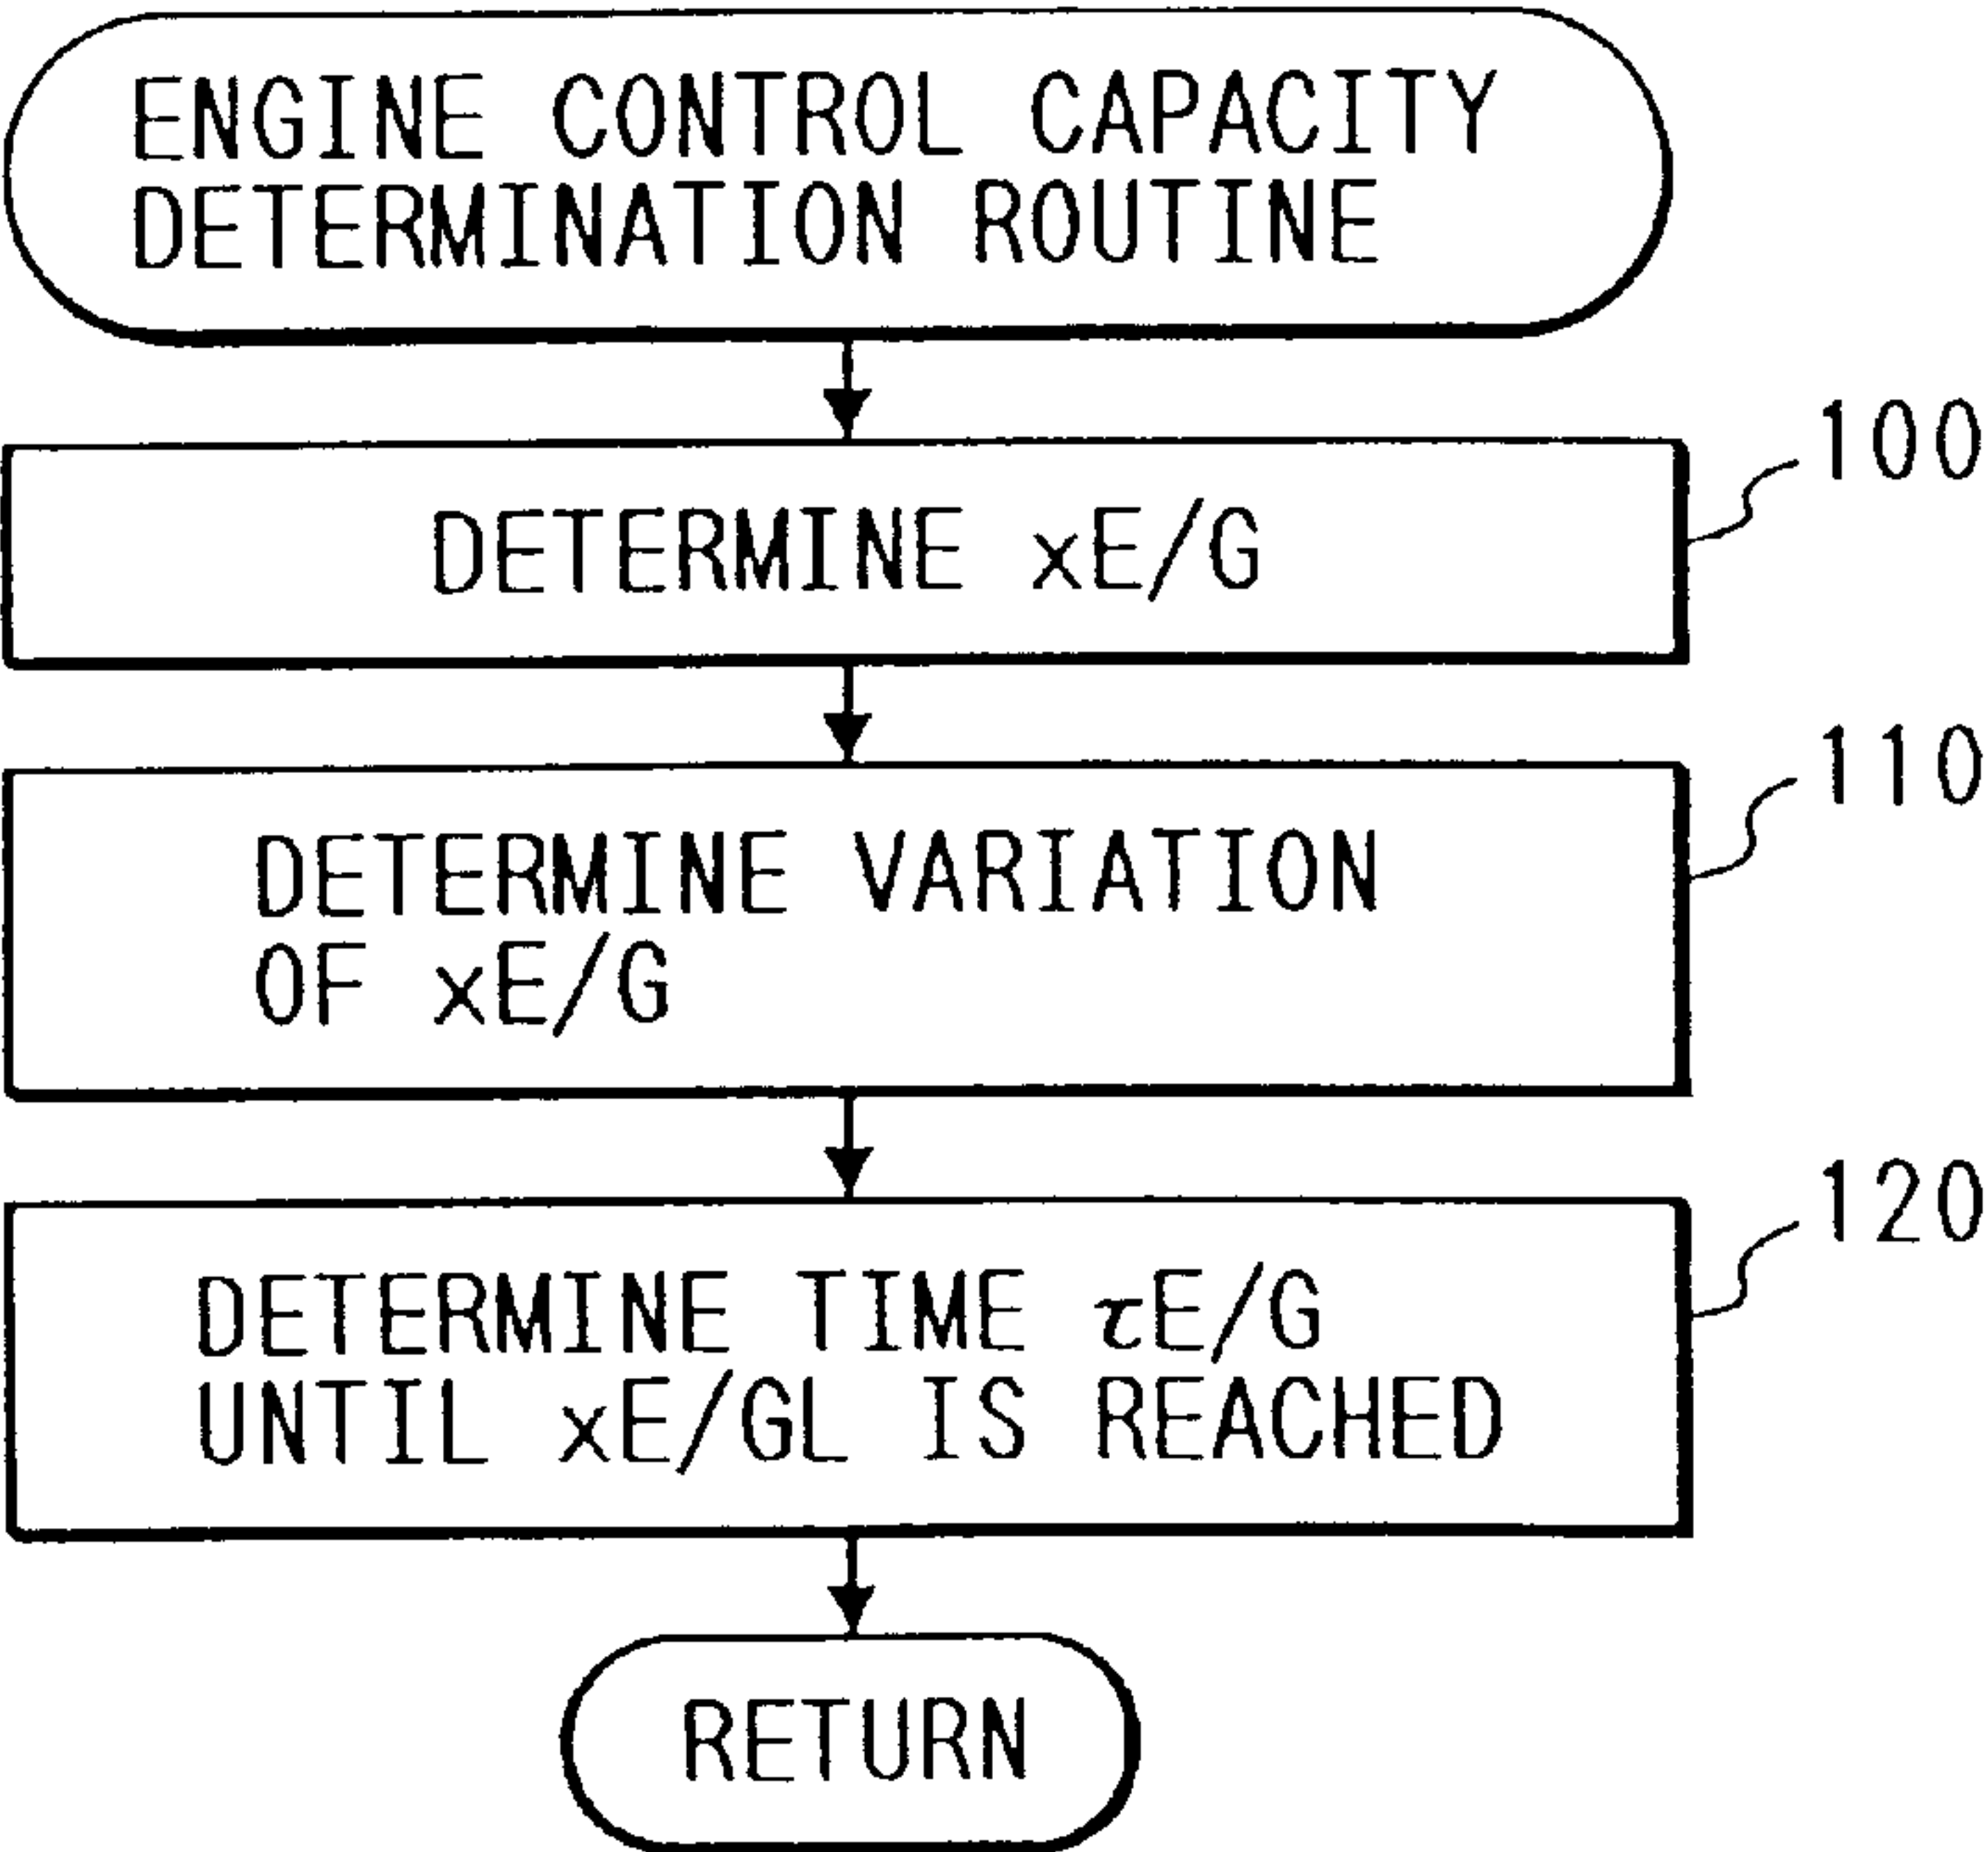 ENGINE CONTROL CAPACITY
DETERMINATION ROUTINE
100
DETERMINE xE/G
110
DETERMINE VARIATION
OF xE/G
120
DETERMINE TIME τE/G
UNTIL xE/GL IS REACHED
RETURN